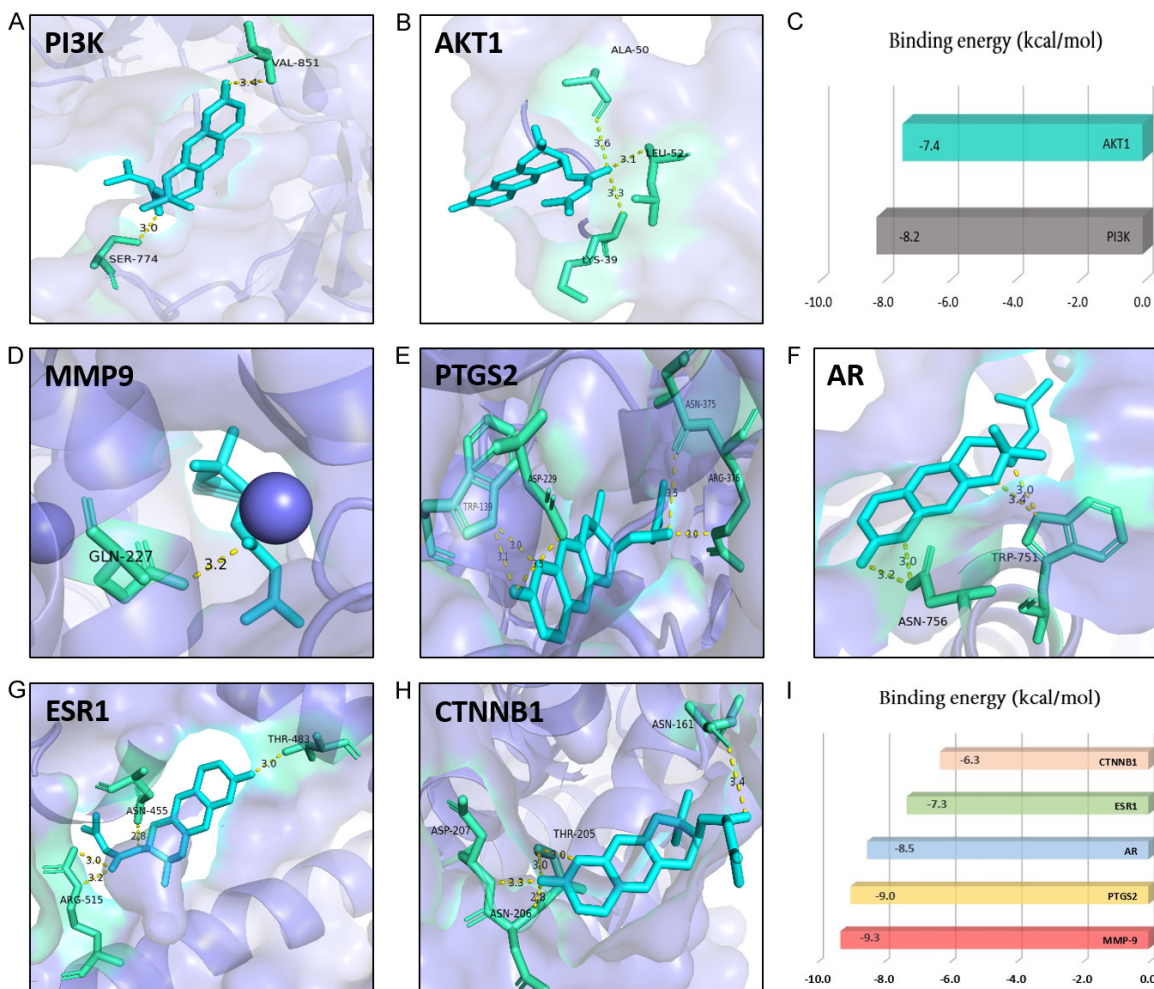 A
PI3K
VAL-851
3.4
3.0
SER-774
B
AKT1
ALA-50
3.6
3.1
LEU-52
3.3
LYS-39
C
Binding energy (kcal/mol)
-7.4
AKT1
-8.2
PI3K
-10.0 -8.0 -6.0 -4.0 -2.0 0.0
D
MMP9
GLN-227
3.2
E
PTGS2
ASN-375
ASP-229
TRP-139
ARG-376
3.5
3.0
3.0
3.1
3.5
F
AR
3.0
3.4
3.0
3.2
TRP-751
ASN-756
G
ESR1
THR-483
3.0
ASN-455
2.8
3.0
3.2
ARG-515
H
CTNNB1
ASN-161
3.4
ASP-207
THR-205
3.0
3.0
3.3
2.8
ASN-206
I
Binding energy (kcal/mol)
-6.3
CTNNB1
-7.3
ESR1
-8.5
AR
-9.0
PTGS2
-9.3
MMP-9
-10.0 -8.0 -6.0 -4.0 -2.0 0.0